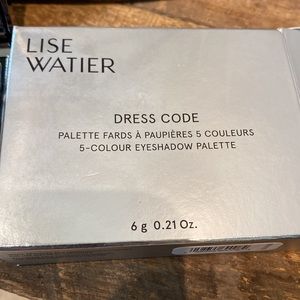 LISE
WATIER
DRESS CODE
PALETTE FARDS À PAUPIÈRES 5 COULEURS
5-COLOUR EYESHADOW PALETTE
6 g 0.21 Oz.